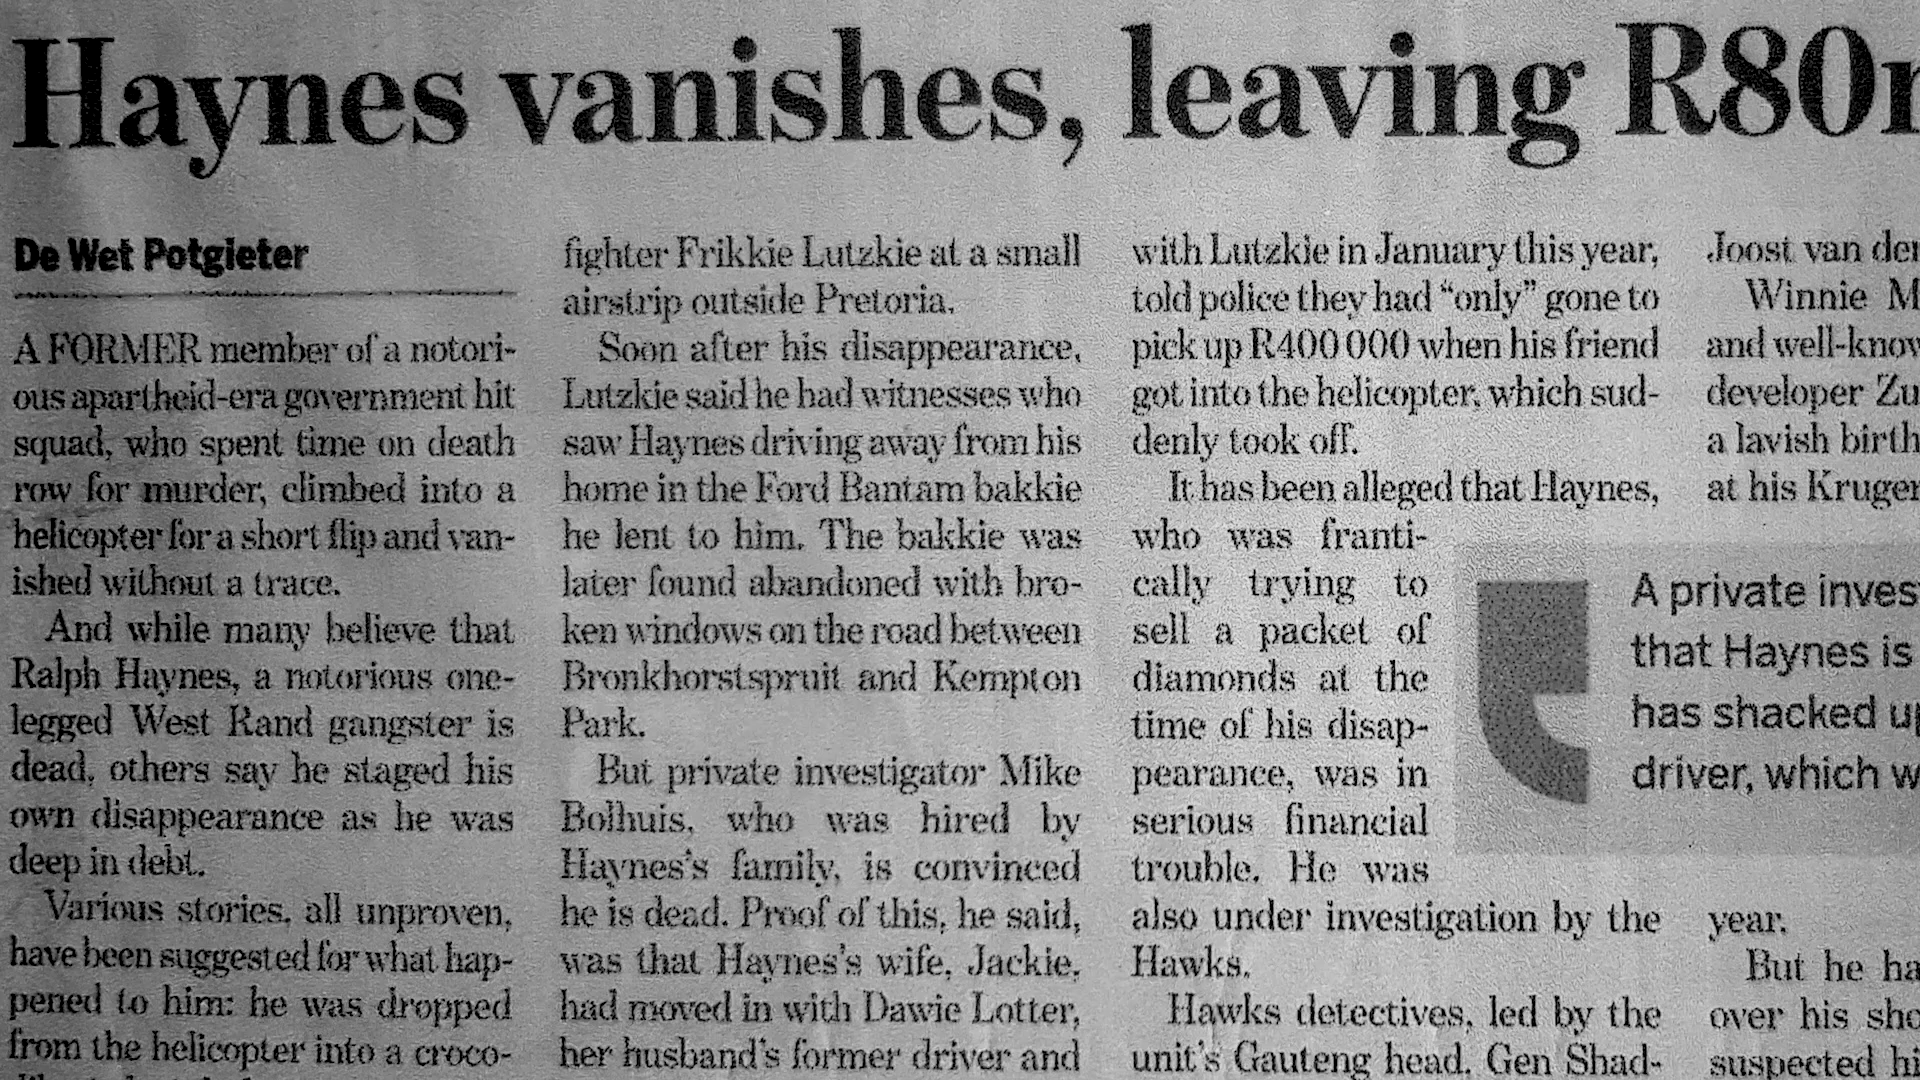 Haynes vanishes, leaving R80
De Wet Potgieter
A FORMER member of a notori-
ous apartheid-era government hit
squad, who spent time on death
row for murder, climbed into a
helicopter for a short flip and van-
ished without a trace.
And while many believe that
Ralph Haynes, a notorious one-
legged West Rand gangster is
dead, others say he staged his
own disappearance as he was
deep in debt.
Various stories, all unproven,
have been suggested for what hap-
pened to him: he was dropped
from the helicopter into a croco-
fighter Frikkie Lutzkie at a small
airstrip outside Pretoria.
Soon after his disappearance,
Lutzkie said he had witnesses who
saw Haynes driving away from his
home in the Ford Bantam bakkie
he lent to him. The bakkie was
later found abandoned with bro-
ken windows on the road between
Bronkhorstspruit and Kempton
Park.
But private investigator Mike
Bolhuis, who was hired by
Haynes's family, is convinced
he is dead. Proof of this, he said,
was that Haynes's wife, Jackie,
had moved in with Dawie Lotter,
her husband's former driver and
with Lutzkie in January this year,
told police they had “only” gone to
pick up R400 000 when his friend
got into the helicopter, which sud-
denly took off.
It has been alleged that Haynes,
who was franti-
cally trying to
sell a packet of
diamonds at the
time of his disap-
pearance, was in
serious financial
trouble. He was
also under investigation by the
Hawks.
Hawks detectives, led by the
unit's Gauteng head, Gen Shad-
Joost van der
Winnie M
and well-know
developer Zu
a lavish birth
at his Kruger
A private inves
that Haynes is
has shacked up
driver, which w
year.
But he ha
over his sho
suspected hi